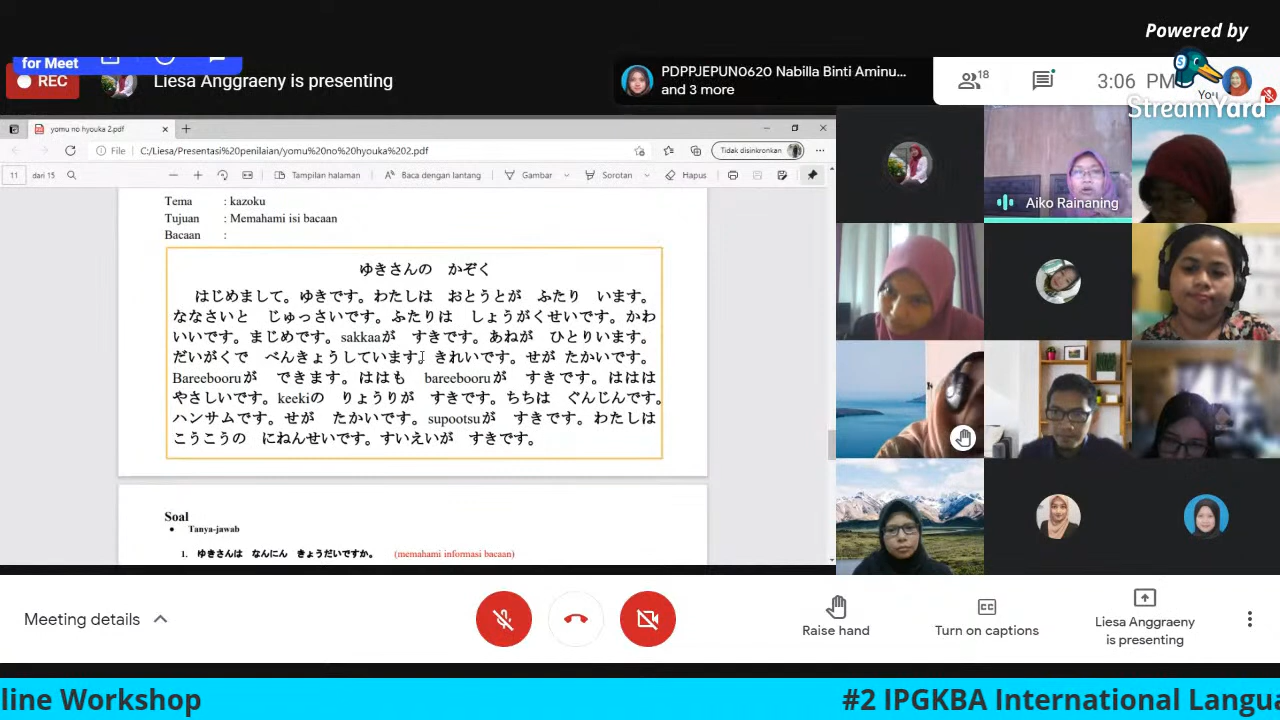 Powered by
StreamYard
for Meet
REC
Liesa Anggraeny is presenting
PDPPJEPUN0620 Nabilla Binti Aminu...
and 3 more
18
3:06 PM
You
yomu no hyouka 2.pdf
File
C:/Liesa/Presentasi%20penilaian/yomu%20no%20hyouka%202.pdf
Tidak disinkronkan
11 dari 15
Tampilan halaman
Baca dengan lantang
Gambar
Sorotan
Hapus
Tema : kazoku
Tujuan : Memahami isi bacaan
Bacaan :
ゆきさんの かぞく
はじめまして。ゆきです。わたしは おとうとが ふたり います。
ななさいと じゅっさいです。ふたりは しょうがくせいです。かわ
いいです。まじめです。sakkaaが すきです。あねが ひとりいます。
だいがくで べんきょうしています。きれいです。せが たかいです。
Bareebooruが できます。ははも bareebooruが すきです。ははは
やさしいです。keekiの りょうりが すきです。ちちは ぐんじんです。
ハンサムです。せが たかいです。supootsuが すきです。わたしは
こうこうの にねんせいです。すいえいが すきです。
Soal
• Tanya-jawab
1. ゆきさんは なんにん きょうだいですか。 (memahami informasi bacaan)
Aiko Rainaning
Meeting details
Raise hand
Turn on captions
Liesa Anggraeny
is presenting
line Workshop
#2 IPGKBA International Langua